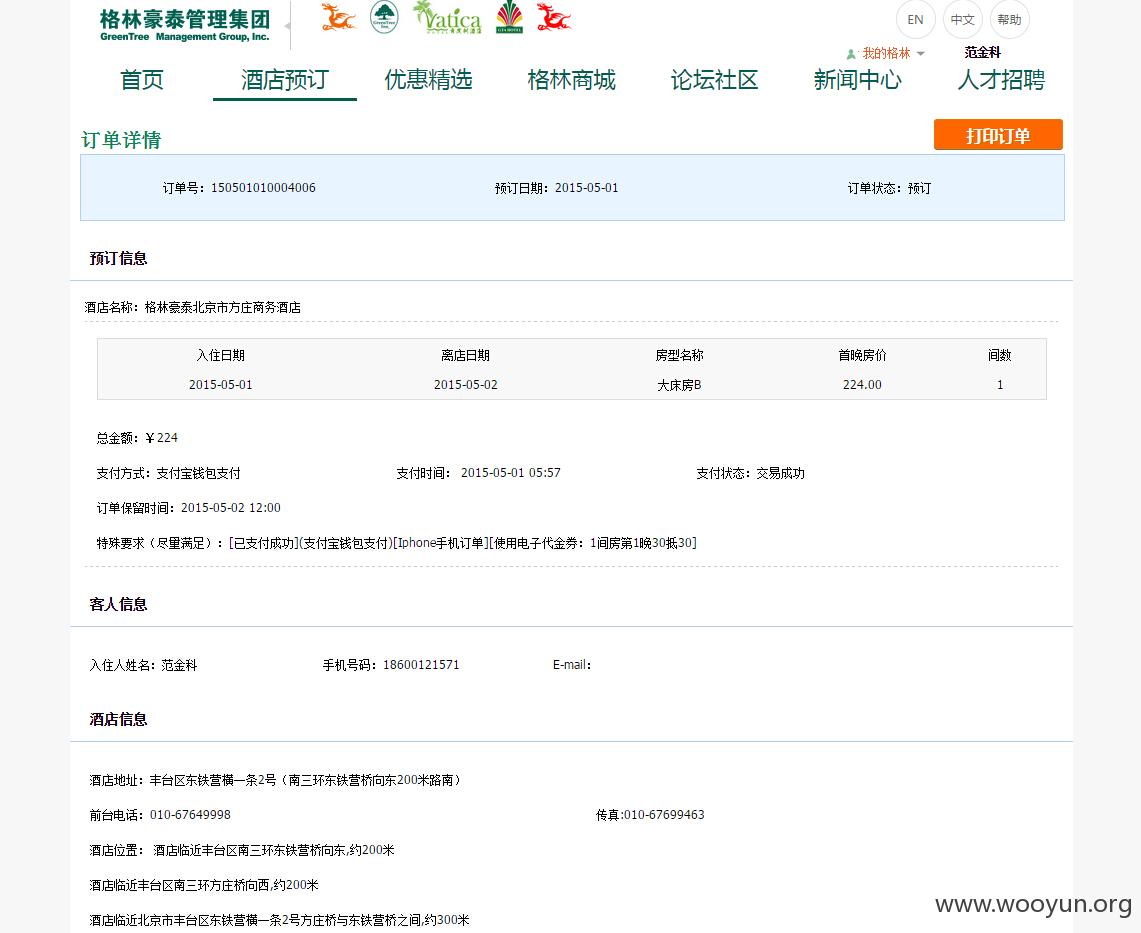 格林豪泰管理集团
GreenTree Management Group, Inc.
Vatica
EN 中文 帮助
我的格林 范金科
首页 酒店预订 优惠精选 格林商城 论坛社区 新闻中心 人才招聘
订单详情 打印订单
订单号：150501010004006 预订日期：2015-05-01 订单状态：预订
预订信息
酒店名称：格林豪泰北京市方庄商务酒店
入住日期 离店日期 房型名称 首晚房价 间数
2015-05-01 2015-05-02 大床房B 224.00 1
总金额：￥224
支付方式：支付宝钱包支付 支付时间： 2015-05-01 05:57 支付状态：交易成功
订单保留时间：2015-05-02 12:00
特殊要求（尽量满足）：[已支付成功](支付宝钱包支付)[Iphone手机订单][使用电子代金券：1间房第1晚30抵30]
客人信息
入住人姓名：范金科 手机号码：18600121571 E-mail：
酒店信息
酒店地址：丰台区东铁营横一条2号（南三环东铁营桥向东200米路南）
前台电话：010-67649998 传真:010-67699463
酒店位置： 酒店临近丰台区南三环东铁营桥向东,约200米
酒店临近丰台区南三环方庄桥向西,约200米
酒店临近北京市丰台区东铁营横一条2号方庄桥与东铁营桥之间,约300米
www.wooyun.org